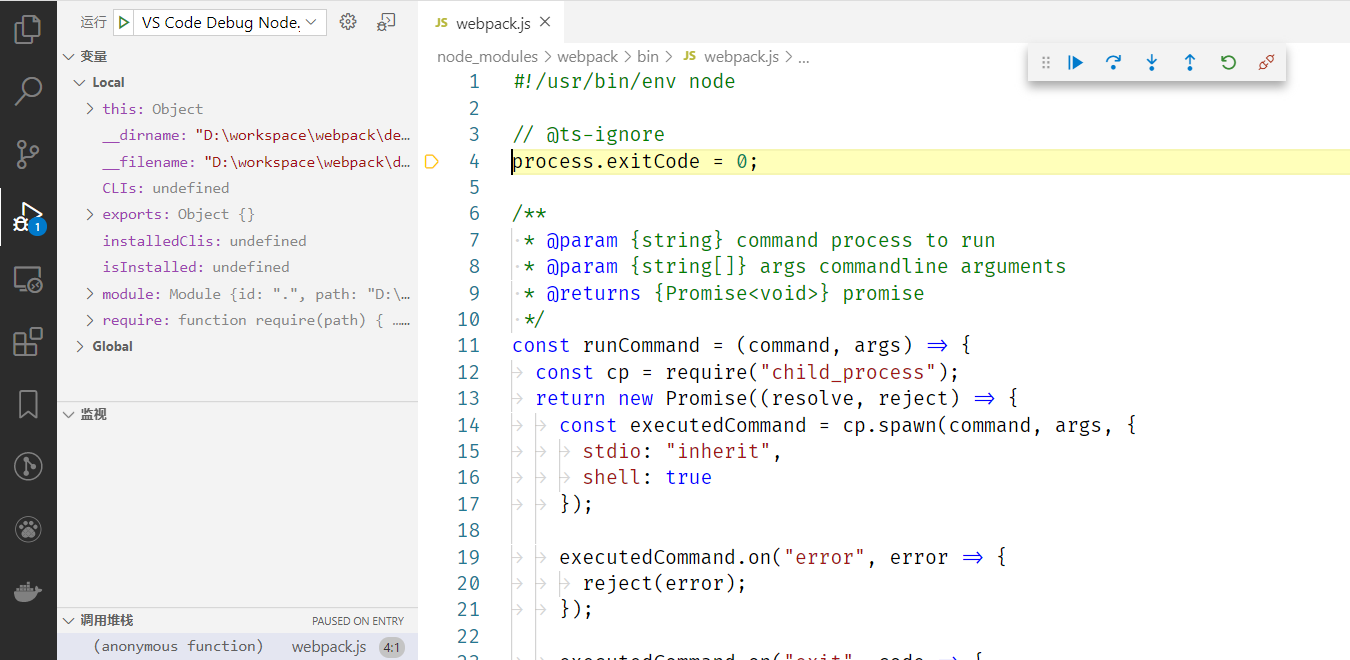 运行 VS Code Debug Node.
变量
Local
this: Object
__dirname: "D:\workspace\webpack\de…
__filename: "D:\workspace\webpack\d…
CLIs: undefined
exports: Object {}
installedClis: undefined
isInstalled: undefined
module: Module {id: ".", path: "D:\…
require: function require(path) { ……
Global
监视
调用堆栈 PAUSED ON ENTRY
(anonymous function) webpack.js 4:1
1
JS webpack.js
node_modules > webpack > bin > JS webpack.js > ...
1 #!/usr/bin/env node
2
3 // @ts-ignore
4 process.exitCode = 0;
5
6 /**
7 * @param {string} command process to run
8 * @param {string[]} args commandline arguments
9 * @returns {Promise<void>} promise
10 */
11 const runCommand = (command, args) => {
12 const cp = require("child_process");
13 return new Promise((resolve, reject) => {
14 const executedCommand = cp.spawn(command, args, {
15 stdio: "inherit",
16 shell: true
17 });
18
19 executedCommand.on("error", error => {
20 reject(error);
21 });
22
23 executedCommand.on("exit", code => {